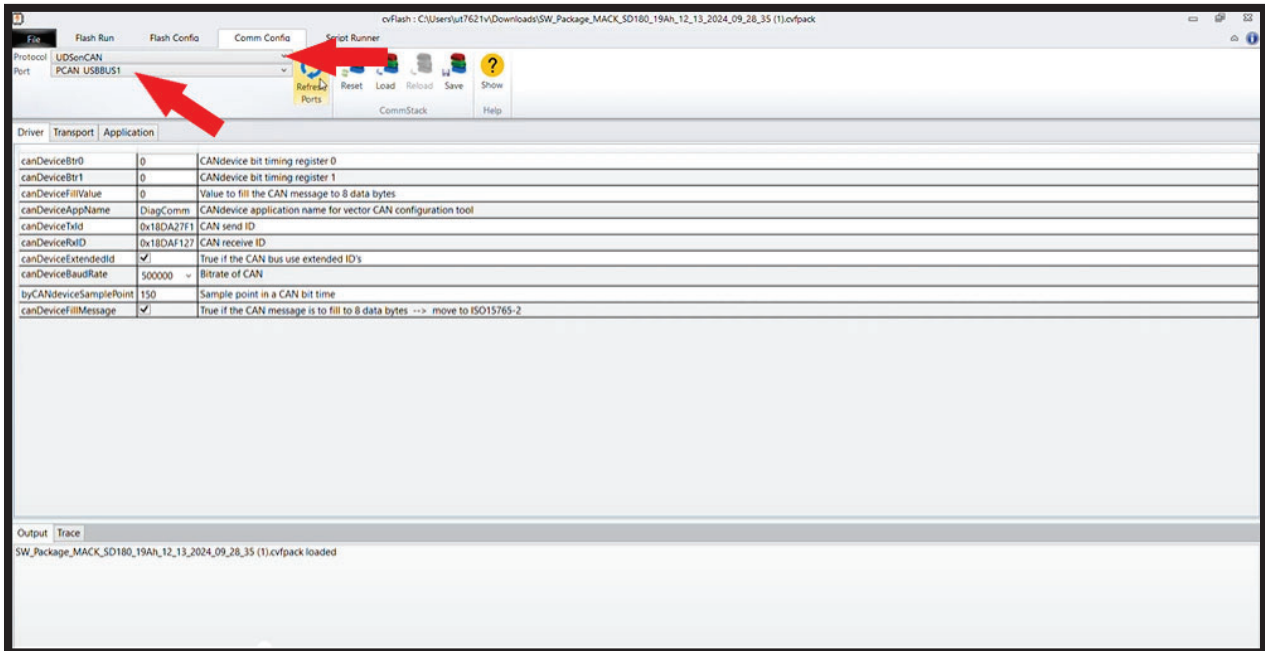 cvFlash : C:\Users\ut7621v\Downloads\SW_Package_MACK_SD180_19Ah_12_13_2024_09_28_35 (1).cvfpack
File Flash Run Flash Config Comm Config Script Runner
Protocol UDSonCAN
Port PCAN_USBBUS1
Refresh Ports
Reset Load Reload Save Show
CommStack Help
Driver Transport Application
canDeviceBtr0 0 CANdevice bit timing register 0
canDeviceBtr1 0 CANdevice bit timing register 1
canDeviceFillValue 0 Value to fill the CAN message to 8 data bytes
canDeviceAppName DiagComm CANdevice application name for vector CAN configuration tool
canDeviceTxId 0x18DA27F1 CAN send ID
canDeviceRxID 0x18DAF127 CAN receive ID
canDeviceExtendedId True if the CAN bus use extended ID's
canDeviceBaudRate 500000 Bitrate of CAN
byCANdeviceSamplePoint 150 Sample point in a CAN bit time
canDeviceFillMessage True if the CAN message is to fill to 8 data bytes --> move to ISO15765-2
Output Trace
SW_Package_MACK_SD180_19Ah_12_13_2024_09_28_35 (1).cvfpack loaded